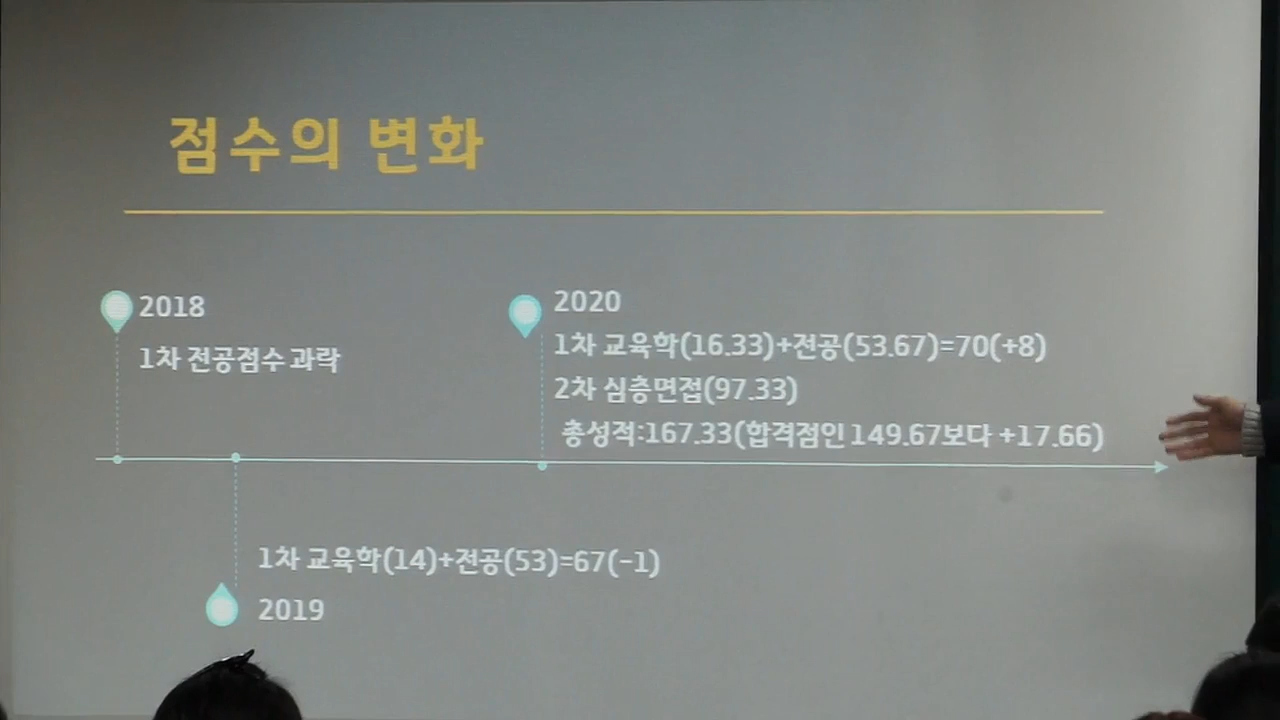 점수의 변화
2018
1차 전공점수 과락
2020
1차 교육학(16.33)+전공(53.67)=70(+8)
2차 심층면접(97.33)
총성적:167.33(합격점인 149.67보다 +17.66)
1차 교육학(14)+전공(53)=67(-1)
2019